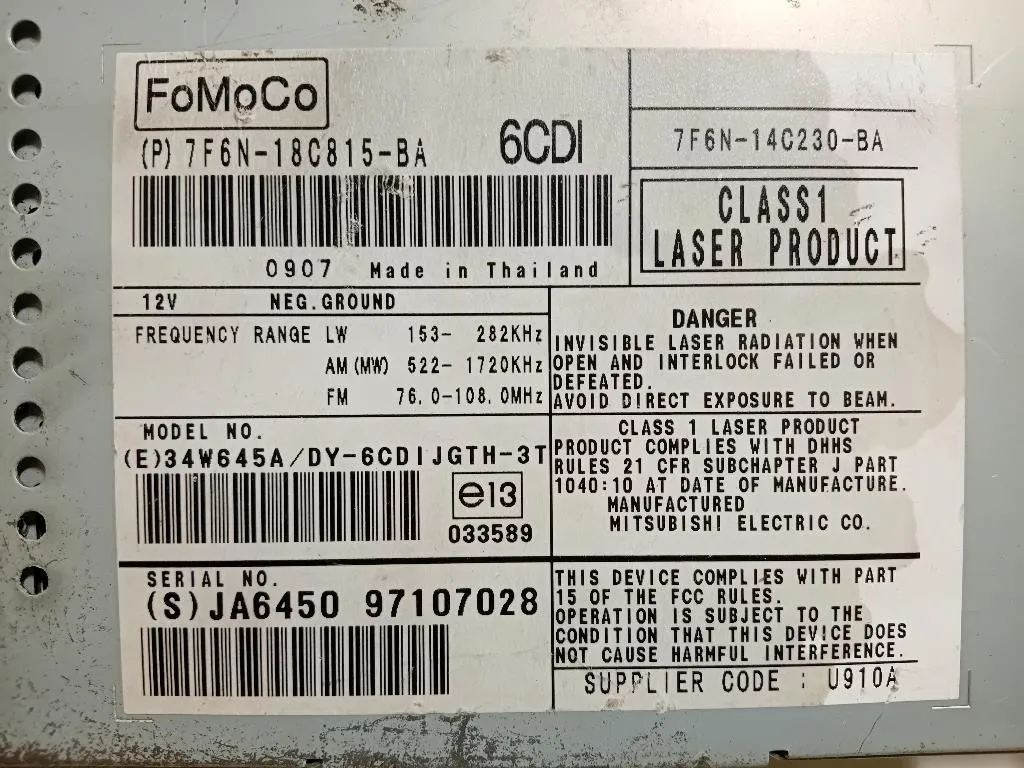 FoMoCo
(P) 7F6N-18C815-BA 6CDI
0907 Made in Thailand
7F6N-14C230-BA
CLASS1
LASER PRODUCT
12V NEG.GROUND
FREQUENCY RANGE LW 153- 282KHz
AM (MW) 522- 1720KHz
FM 76.0-108.0MHz
DANGER
INVISIBLE LASER RADIATION WHEN
OPEN AND INTERLOCK FAILED OR
DEFEATED.
AVOID DIRECT EXPOSURE TO BEAM.
MODEL NO.
(E)34W645A/DY-6CDIJGTH-3T
e13
033589
CLASS 1 LASER PRODUCT
PRODUCT COMPLIES WITH DHHS
RULES 21 CFR SUBCHAPTER J PART
1040:10 AT DATE OF MANUFACTURE.
MANUFACTURED
MITSUBISHI ELECTRIC CO.
SERIAL NO.
(S)JA6450 97107028
THIS DEVICE COMPLIES WITH PART
15 OF THE FCC RULES.
OPERATION IS SUBJECT TO THE
CONDITION THAT THIS DEVICE DOES
NOT CAUSE HARMFUL INTERFERENCE.
SUPPLIER CODE : U910A